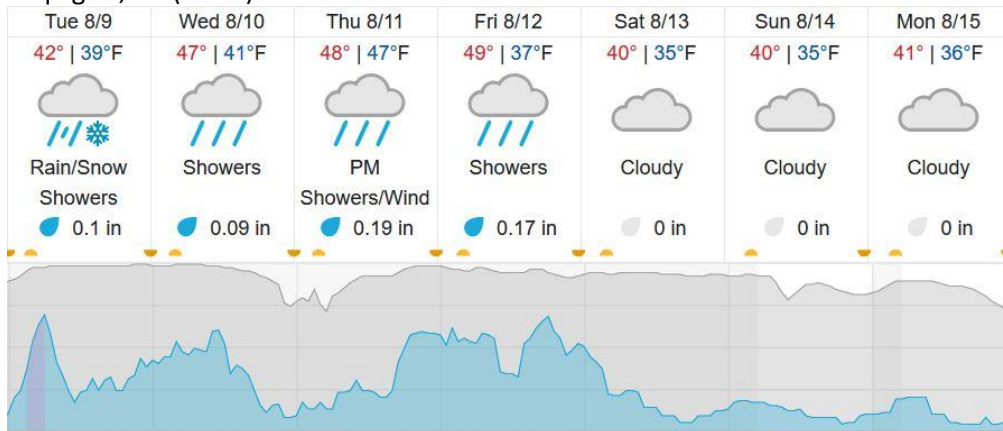 Tue 8/9 Wed 8/10 Thu 8/11 Fri 8/12 Sat 8/13 Sun 8/14 Mon 8/15
42° | 39°F 47° | 41°F 48° | 47°F 49° | 37°F 40° | 35°F 40° | 35°F 41° | 36°F
Rain/Snow Showers PM Showers Cloudy Cloudy Cloudy
Showers Showers/Wind
0.1 in 0.09 in 0.19 in 0.17 in 0 in 0 in 0 in